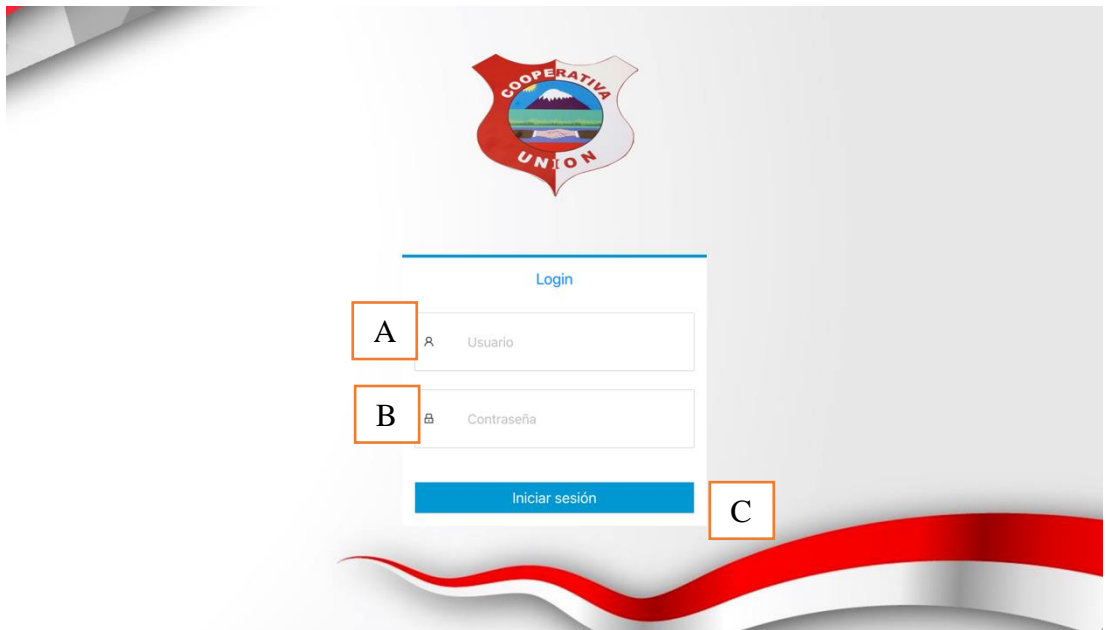 COOPERATIVA
UNION
Login
A
Usuario
B
Contraseña
Iniciar sesión
C